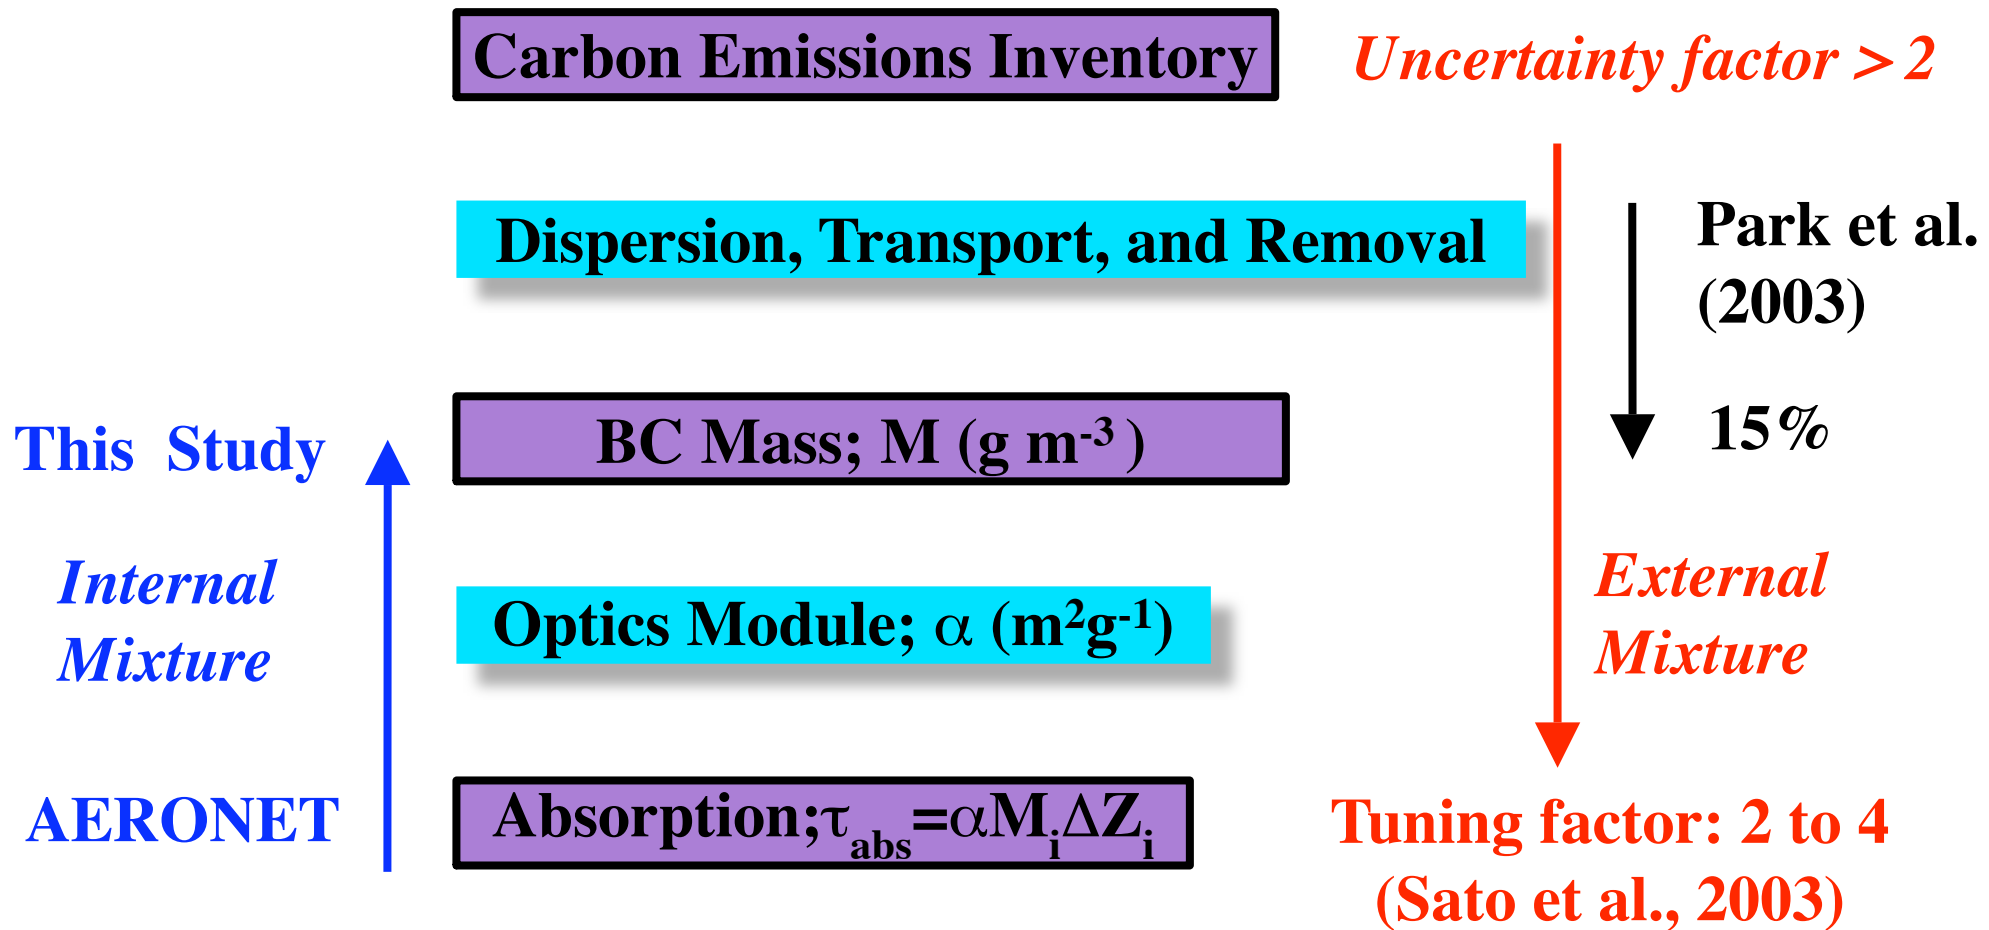 Carbon Emissions Inventory
Uncertainty factor > 2
Dispersion, Transport, and Removal
Park et al.
(2003)
15%
This Study
BC Mass; M (g m⁻³ )
Internal
Mixture
Optics Module; α (m²g⁻¹)
External
Mixture
AERONET
Absorption;τabs=αMᵢΔZᵢ
Tuning factor: 2 to 4
(Sato et al., 2003)